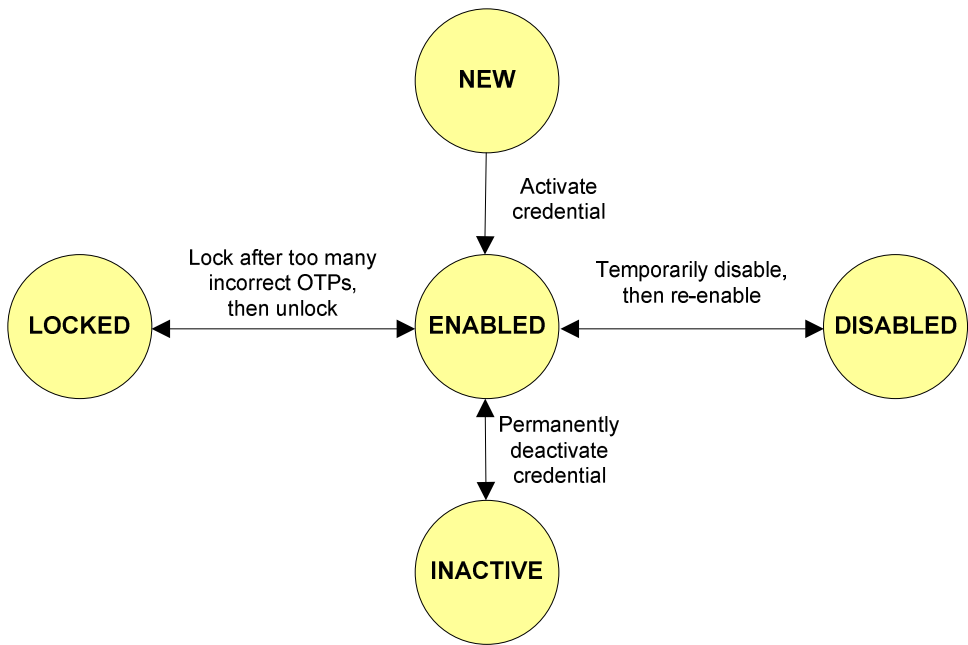 NEW
Activate
credential
Lock after too many
incorrect OTPs,
then unlock
Temporarily disable,
then re-enable
LOCKED
ENABLED
DISABLED
Permanently
deactivate
credential
INACTIVE